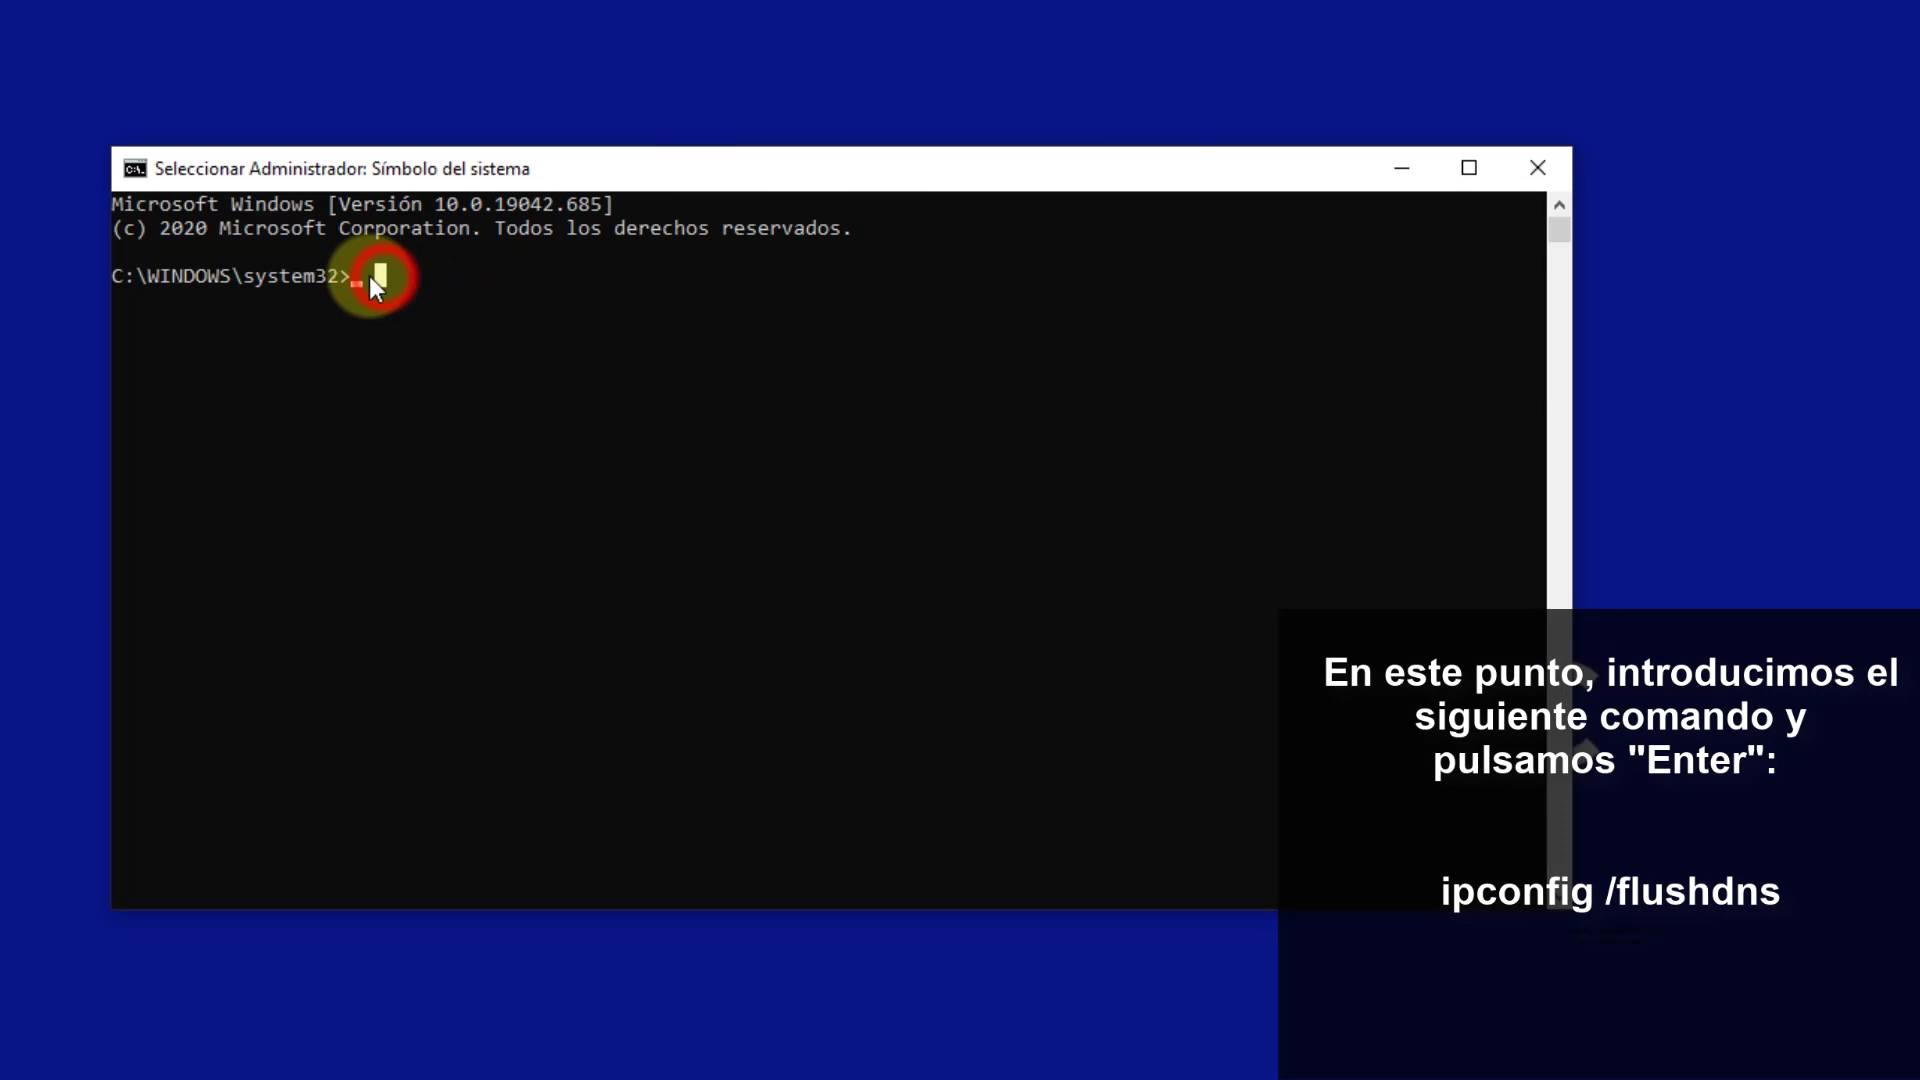 Seleccionar Administrador: Símbolo del sistema
Microsoft Windows [Versión 10.0.19042.685]
(c) 2020 Microsoft Corporation. Todos los derechos reservados.
C:\WINDOWS\system32>_
En este punto, introducimos el
siguiente comando y
pulsamos "Enter":
ipconfig /flushdns